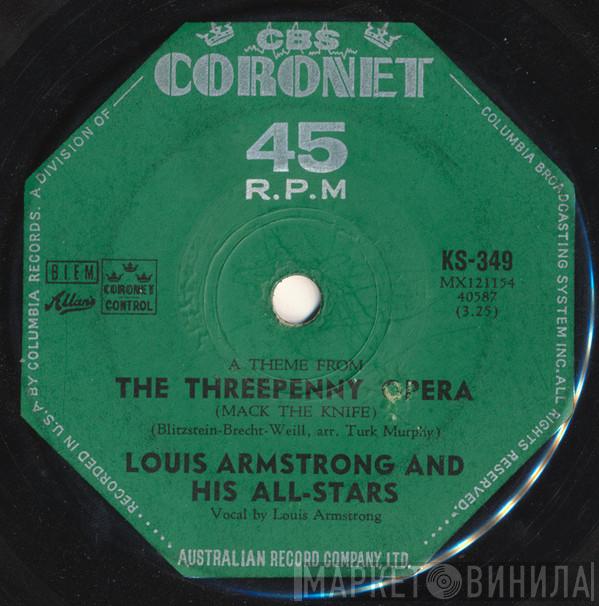 CBS
CORONET
45
R.P.M
B.I.E.M.
Allan's
CORONET
CONTROL
KS-349
MX121154
40587
(3.25)
A THEME FROM
THE THREEPENNY OPERA
(MACK THE KNIFE)
(Blitzstein-Brecht-Weill, arr. Turk Murphy)
LOUIS ARMSTRONG AND
HIS ALL-STARS
Vocal by Louis Armstrong
AUSTRALIAN RECORD COMPANY LTD.
....RECORDED IN U.S.A BY COLUMBIA RECORDS. A DIVISION OF
COLUMBIA BROADCASTING SYSTEM INC. ALL RIGHTS RESERVED.....
МАРКЕТ ВИНИЛА